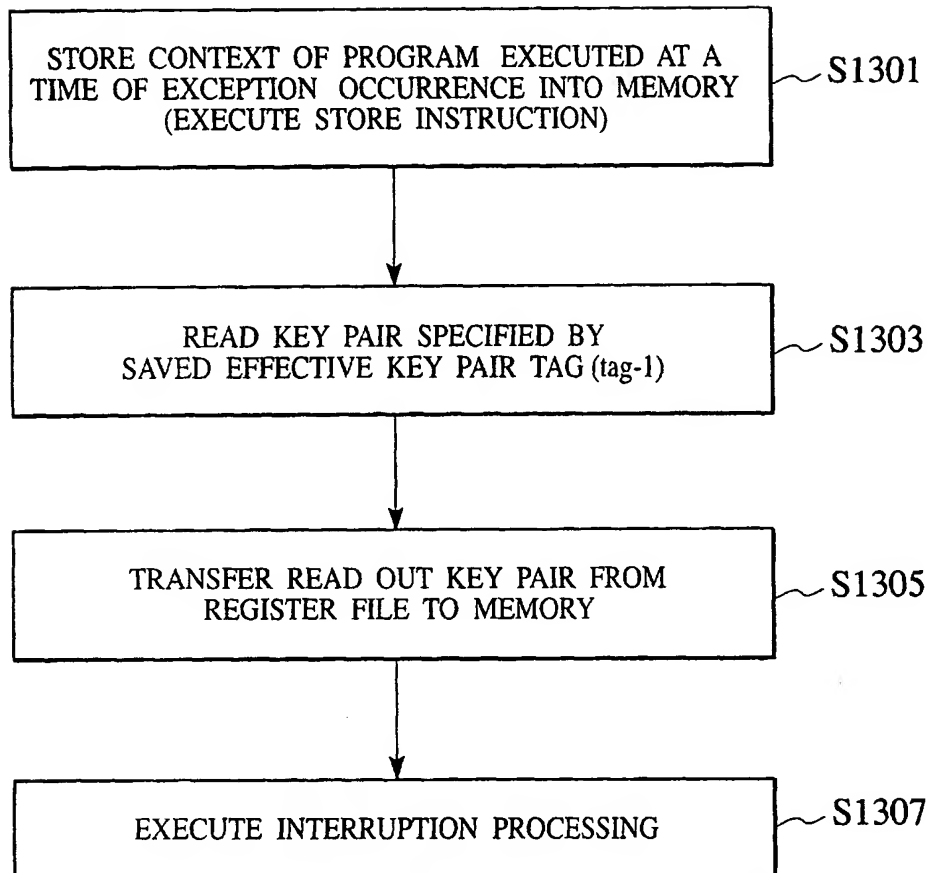 STORE CONTEXT OF PROGRAM EXECUTED AT A
TIME OF EXCEPTION OCCURRENCE INTO MEMORY
(EXECUTE STORE INSTRUCTION)
S1301
READ KEY PAIR SPECIFIED BY
SAVED EFFECTIVE KEY PAIR TAG (tag-1)
S1303
TRANSFER READ OUT KEY PAIR FROM
REGISTER FILE TO MEMORY
S1305
EXECUTE INTERRUPTION PROCESSING
S1307